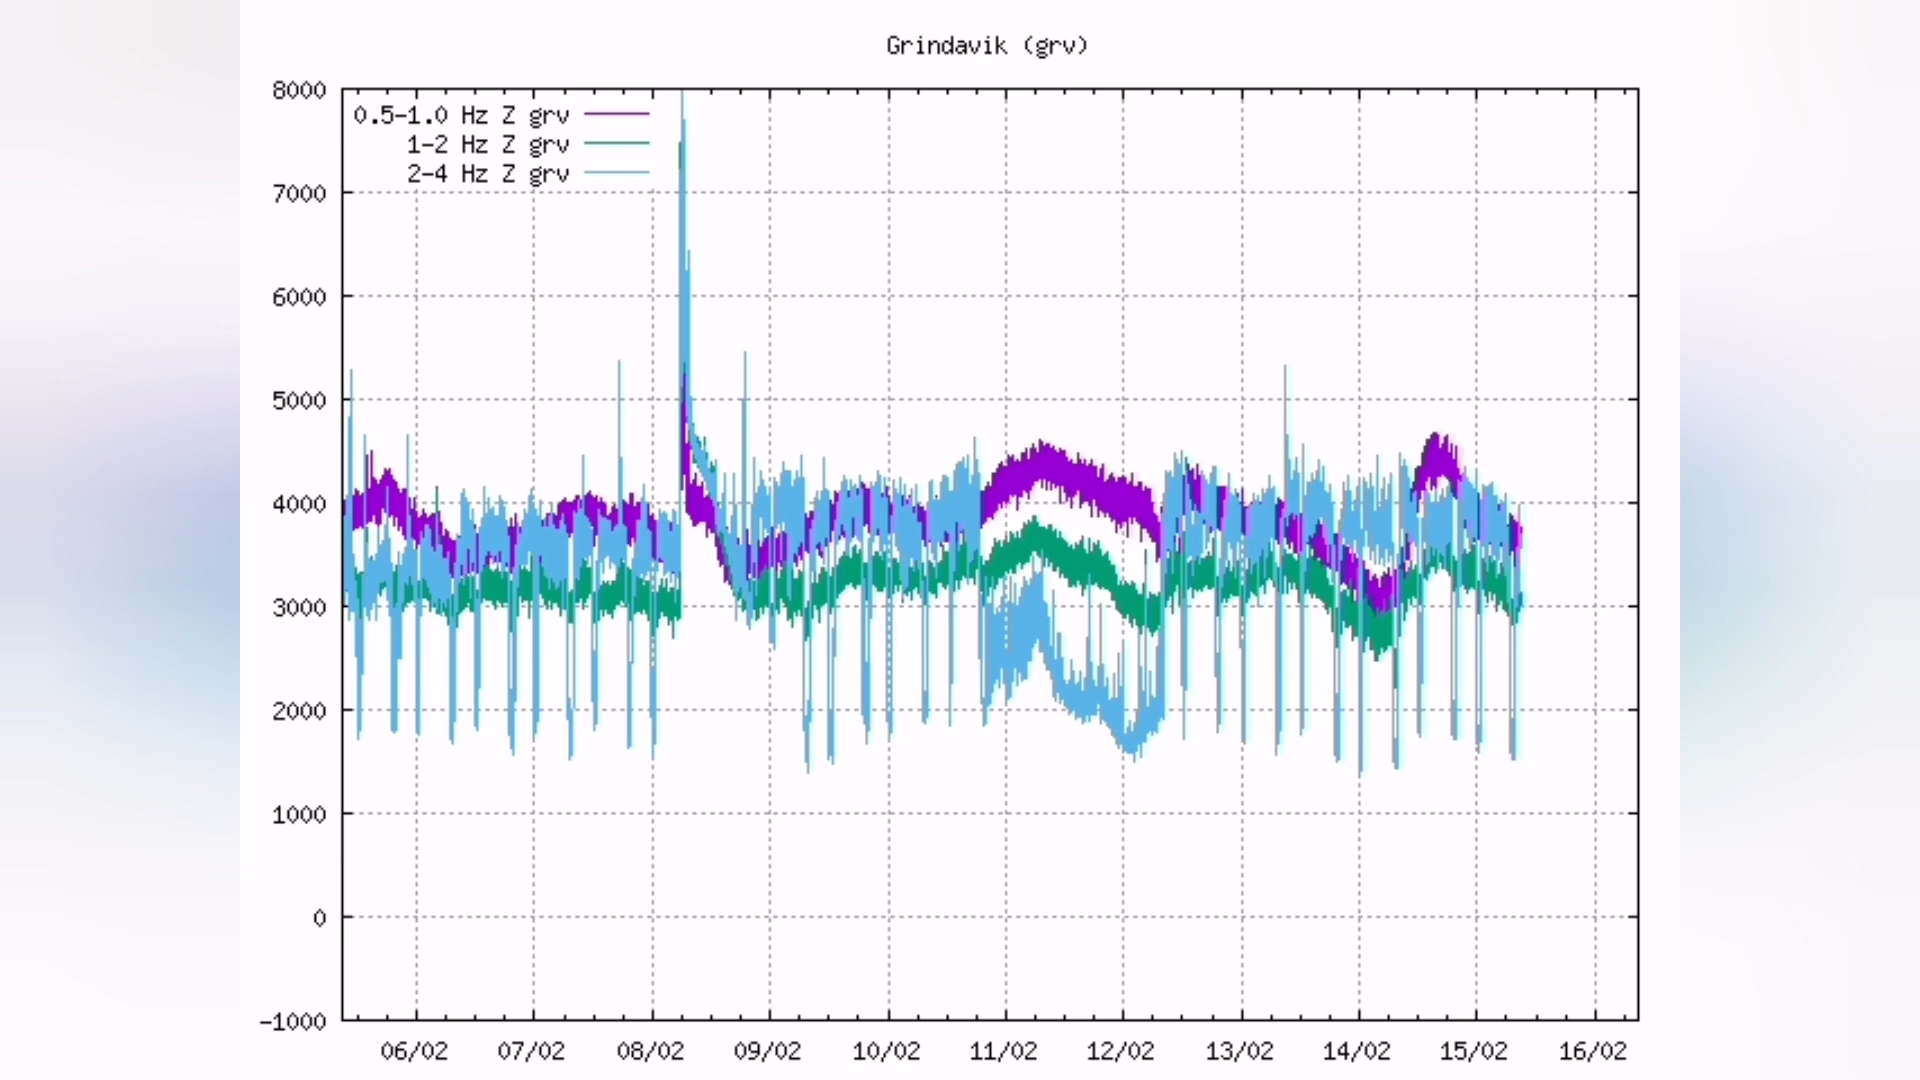 Grindavik (grv)
8000
0.5-1.0 Hz Z grv
1-2 Hz Z grv
2-4 Hz Z grv
7000
6000
5000
4000
3000
2000
1000
0
-1000
06/02 07/02 08/02 09/02 10/02 11/02 12/02 13/02 14/02 15/02 16/02